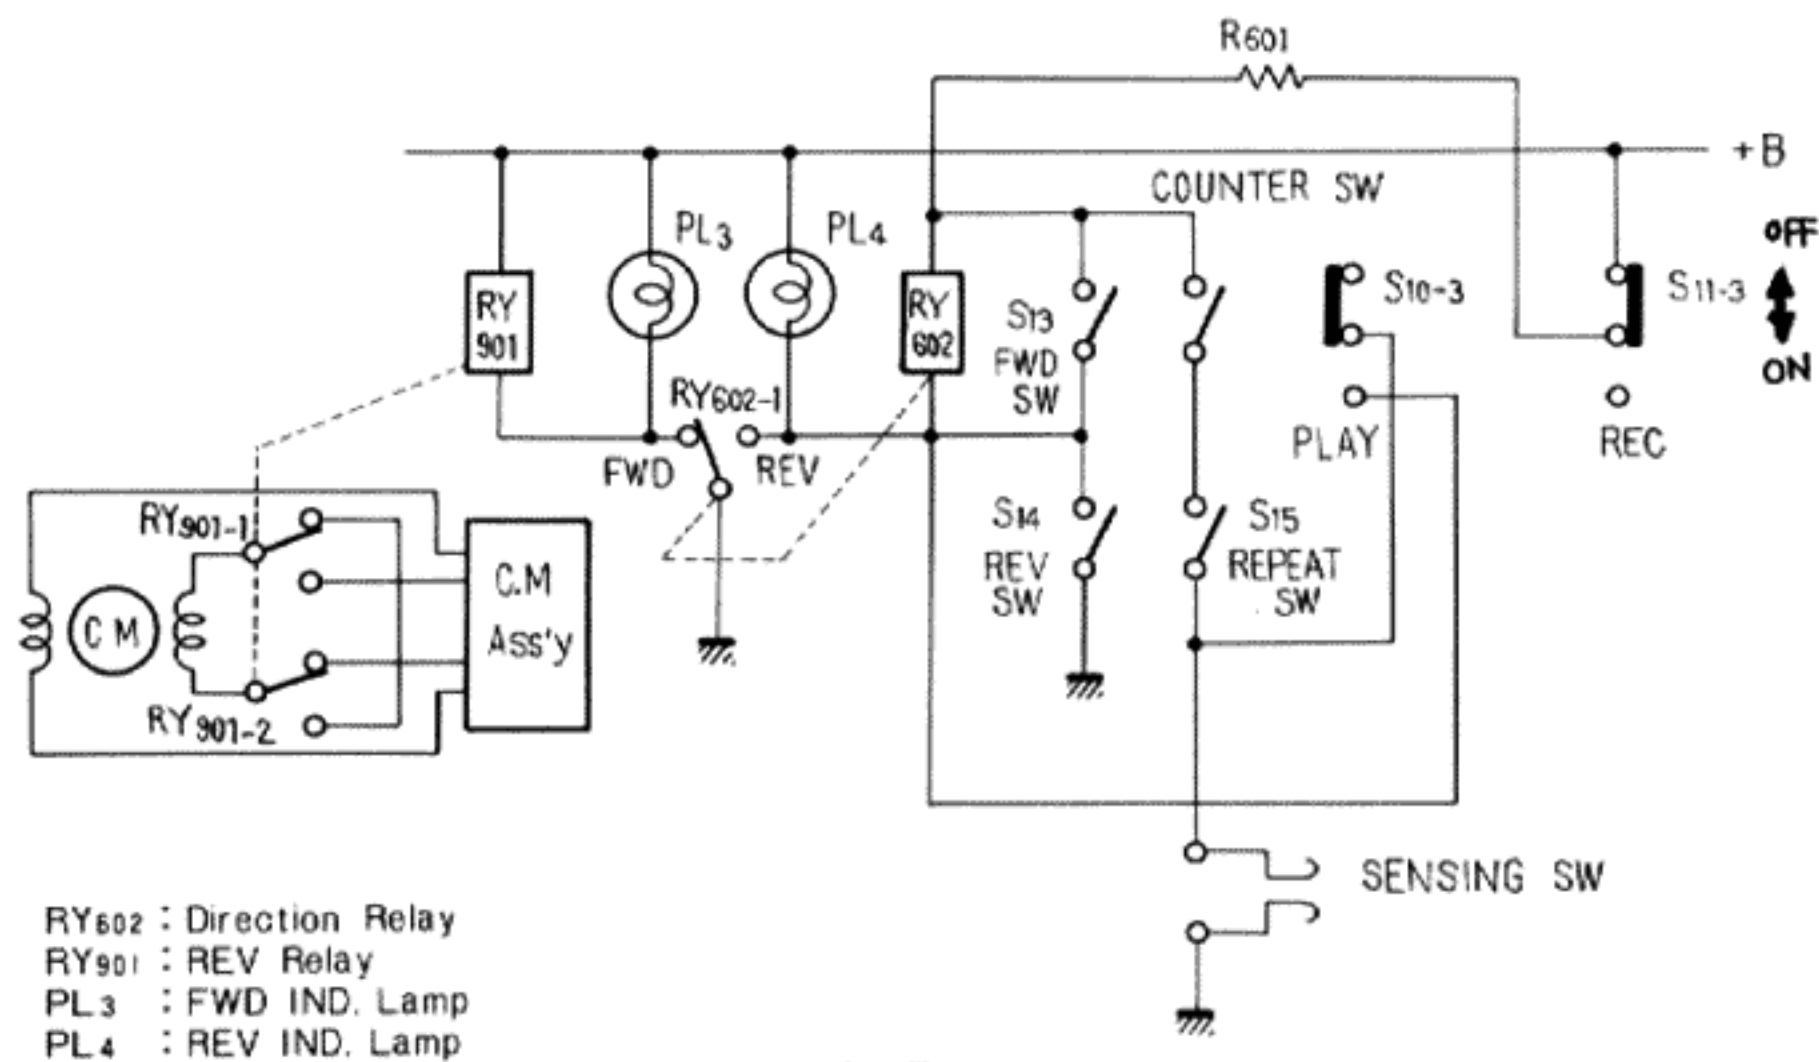 R601
+B
COUNTER SW
OFF
PL3
PL4
S10-3
S11-3
RY
901
RY
602
S13
FWD
SW
ON
RY602-1
PLAY
REC
FWD
REV
RY901-1
S14
REV
SW
S15
REPEAT
SW
C.M
Ass'y
C M
RY901-2
SENSING SW
RY602 : Direction Relay
RY901 : REV Relay
PL3 : FWD IND. Lamp
PL4 : REV IND. Lamp